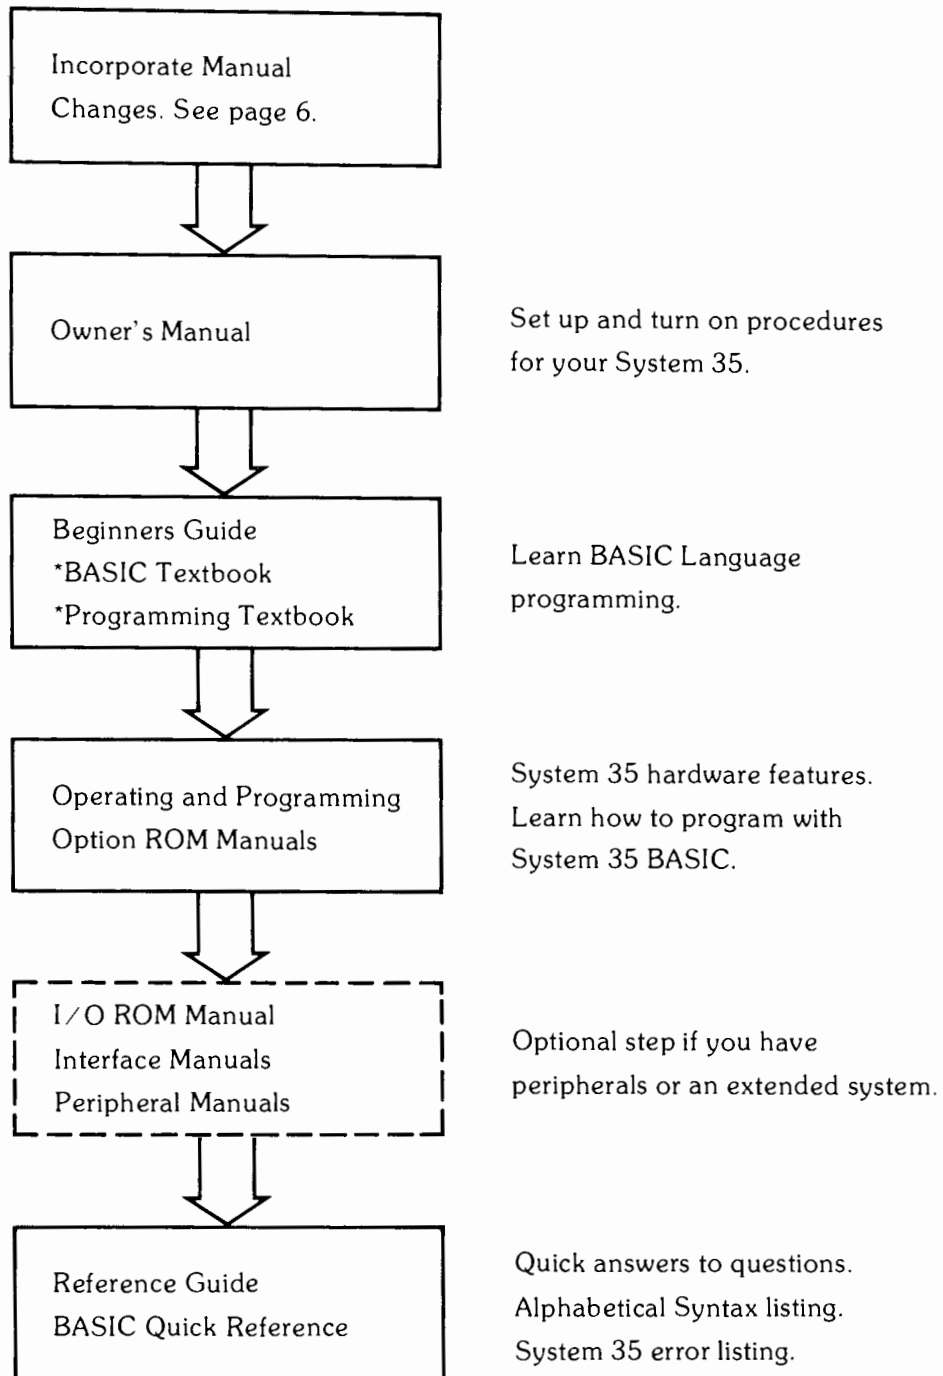 Incorporate Manual
Changes. See page 6.
Owner's Manual
Set up and turn on procedures
for your System 35.
Beginners Guide
*BASIC Textbook
*Programming Textbook
Learn BASIC Language
programming.
Operating and Programming
Option ROM Manuals
System 35 hardware features.
Learn how to program with
System 35 BASIC.
I/O ROM Manual
Interface Manuals
Peripheral Manuals
Optional step if you have
peripherals or an extended system.
Reference Guide
BASIC Quick Reference
Quick answers to questions.
Alphabetical Syntax listing.
System 35 error listing.